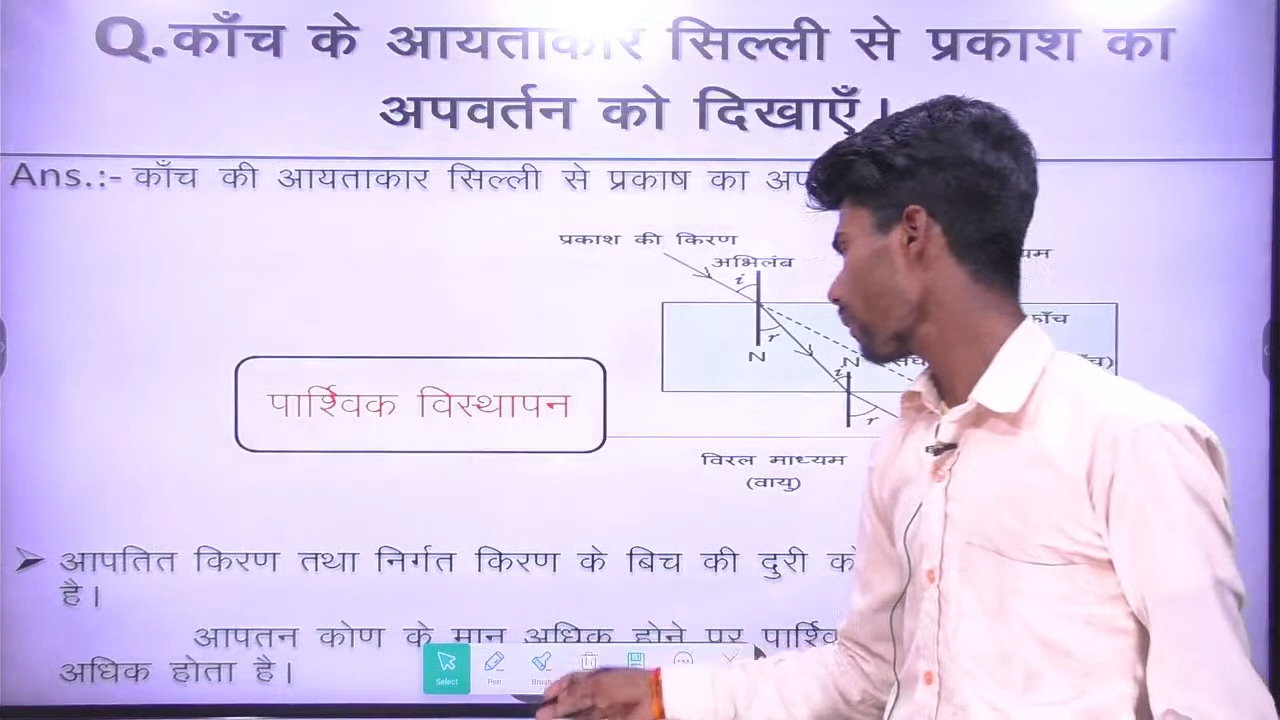 Q.काँच के आयताकार सिल्ली से प्रकाश का
अपवर्तन को दिखाएँ।
Ans.:- काँच की आयताकार सिल्ली से प्रकाष का
प्रकाश की किरण
अभिलंब
i
r
N
N
i
r
पार्श्विक विस्थापन
विरल माध्यम
(वायु)
➢ आपतित किरण तथा निर्गत किरण के बिच की दुरी
है।
आपतन कोण के मान अधिक होने पर
अधिक होता है।
Select
Pen
Brush